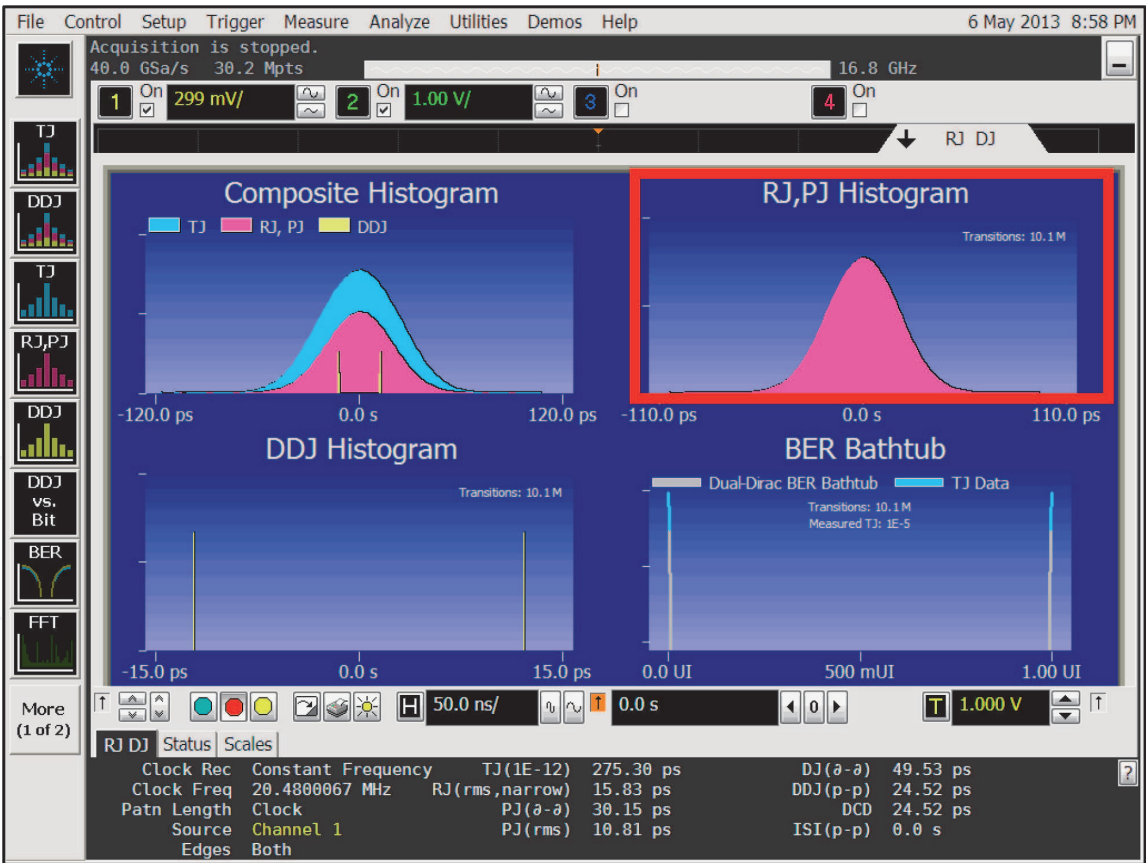 File Control Setup Trigger Measure Analyze Utilities Demos Help 6 May 2013 8:58 PM
Acquisition is stopped.
40.0 GSa/s 30.2 Mpts 16.8 GHz
1 On 299 mV/ 2 On 1.00 V/ 3 On 4 On
RJ DJ
TJ
DDJ
TJ
RJ,PJ
DDJ
DDJ
vs.
Bit
BER
FFT
More
(1 of 2)
Composite Histogram
TJ RJ, PJ DDJ
-120.0 ps 0.0 s 120.0 ps
RJ,PJ Histogram
Transitions: 10.1 M
-110.0 ps 0.0 s 110.0 ps
DDJ Histogram
Transitions: 10.1 M
-15.0 ps 0.0 s 15.0 ps
BER Bathtub
Dual-Dirac BER Bathtub TJ Data
Transitions: 10.1 M
Measured TJ: 1E-5
0.0 UI 500 mUI 1.00 UI
H 50.0 ns/ 0.0 s 0 T 1.000 V
RJ DJ Status Scales
Clock Rec Constant Frequency TJ(1E-12) 275.30 ps DJ(∂-∂) 49.53 ps ?
Clock Freq 20.4800067 MHz RJ(rms,narrow) 15.83 ps DDJ(p-p) 24.52 ps
Patn Length Clock PJ(∂-∂) 30.15 ps DCD 24.52 ps
Source Channel 1 PJ(rms) 10.81 ps ISI(p-p) 0.0 s
Edges Both